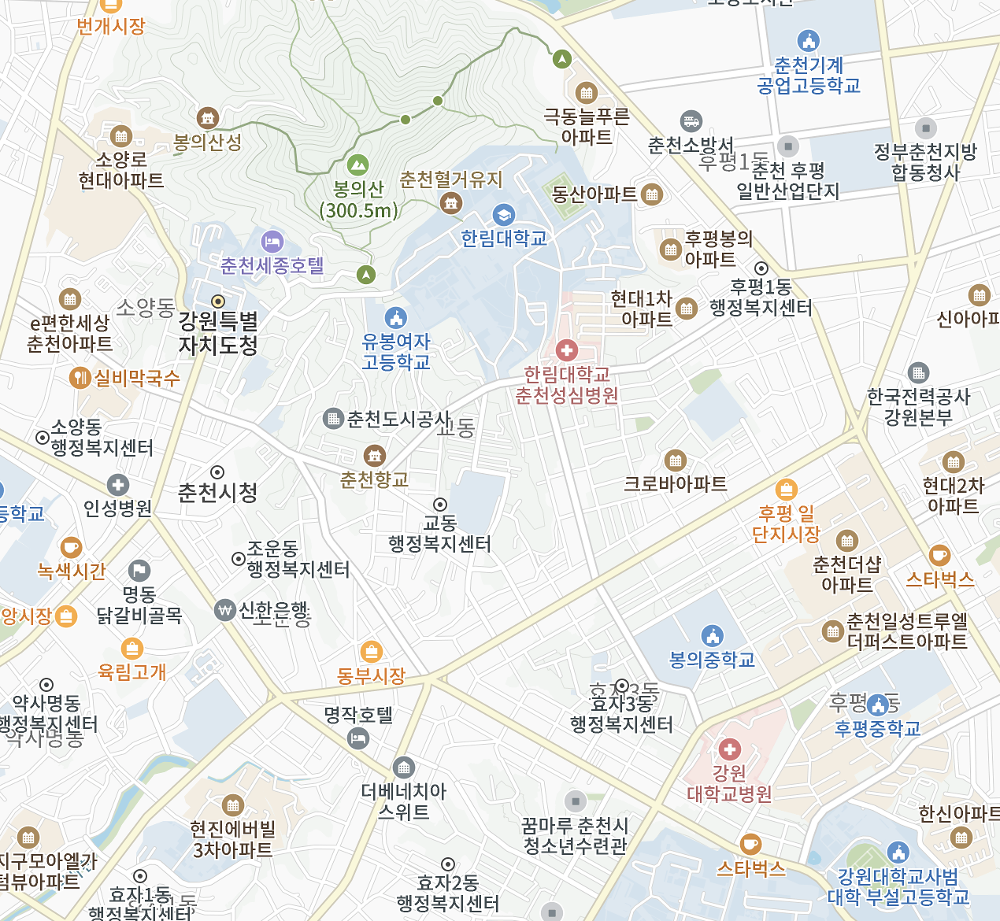 번개시장
춘천기계
공업고등학교
극동늘푸른
아파트
춘천소방서
후평1동
춘천 후평
일반산업단지
정부춘천지방
합동청사
봉의산성
소양로
현대아파트
봉의산
(300.5m)
춘천혈거유지
동산아파트
한림대학교
후평봉의
아파트
춘천세종호텔
후평1동
행정복지센터
현대1차
아파트
e편한세상
춘천아파트
소양동
강원특별
자치도청
유봉여자
고등학교
신아아파
실비막국수
한림대학교
춘천성심병원
한국전력공사
강원본부
춘천도시공사
교동
소양동
행정복지센터
춘천향교
크로바아파트
춘천시청
인성병원
현대2차
아파트
등학교
후평 일
단지시장
교동
행정복지센터
조운동
행정복지센터
녹색시간
춘천더샵
아파트
스타벅스
명동
닭갈비골목
앙시장
신한은행
춘천일성트루엘
더퍼스트아파트
육림고개
동부시장
봉의중학교
약사명동
행정복지센터
약사명동
효자3동
효자3동
행정복지센터
후평중학교
명작호텔
강원
대학교병원
더베네치아
스위트
현진에버빌
3차아파트
꿈마루 춘천시
청소년수련관
한신아파트
지구모아엘가
텀뷰아파트
스타벅스
강원대학교사범
대학 부설고등학교
효자1동
행정복지센터
효자2동
행정복지센터